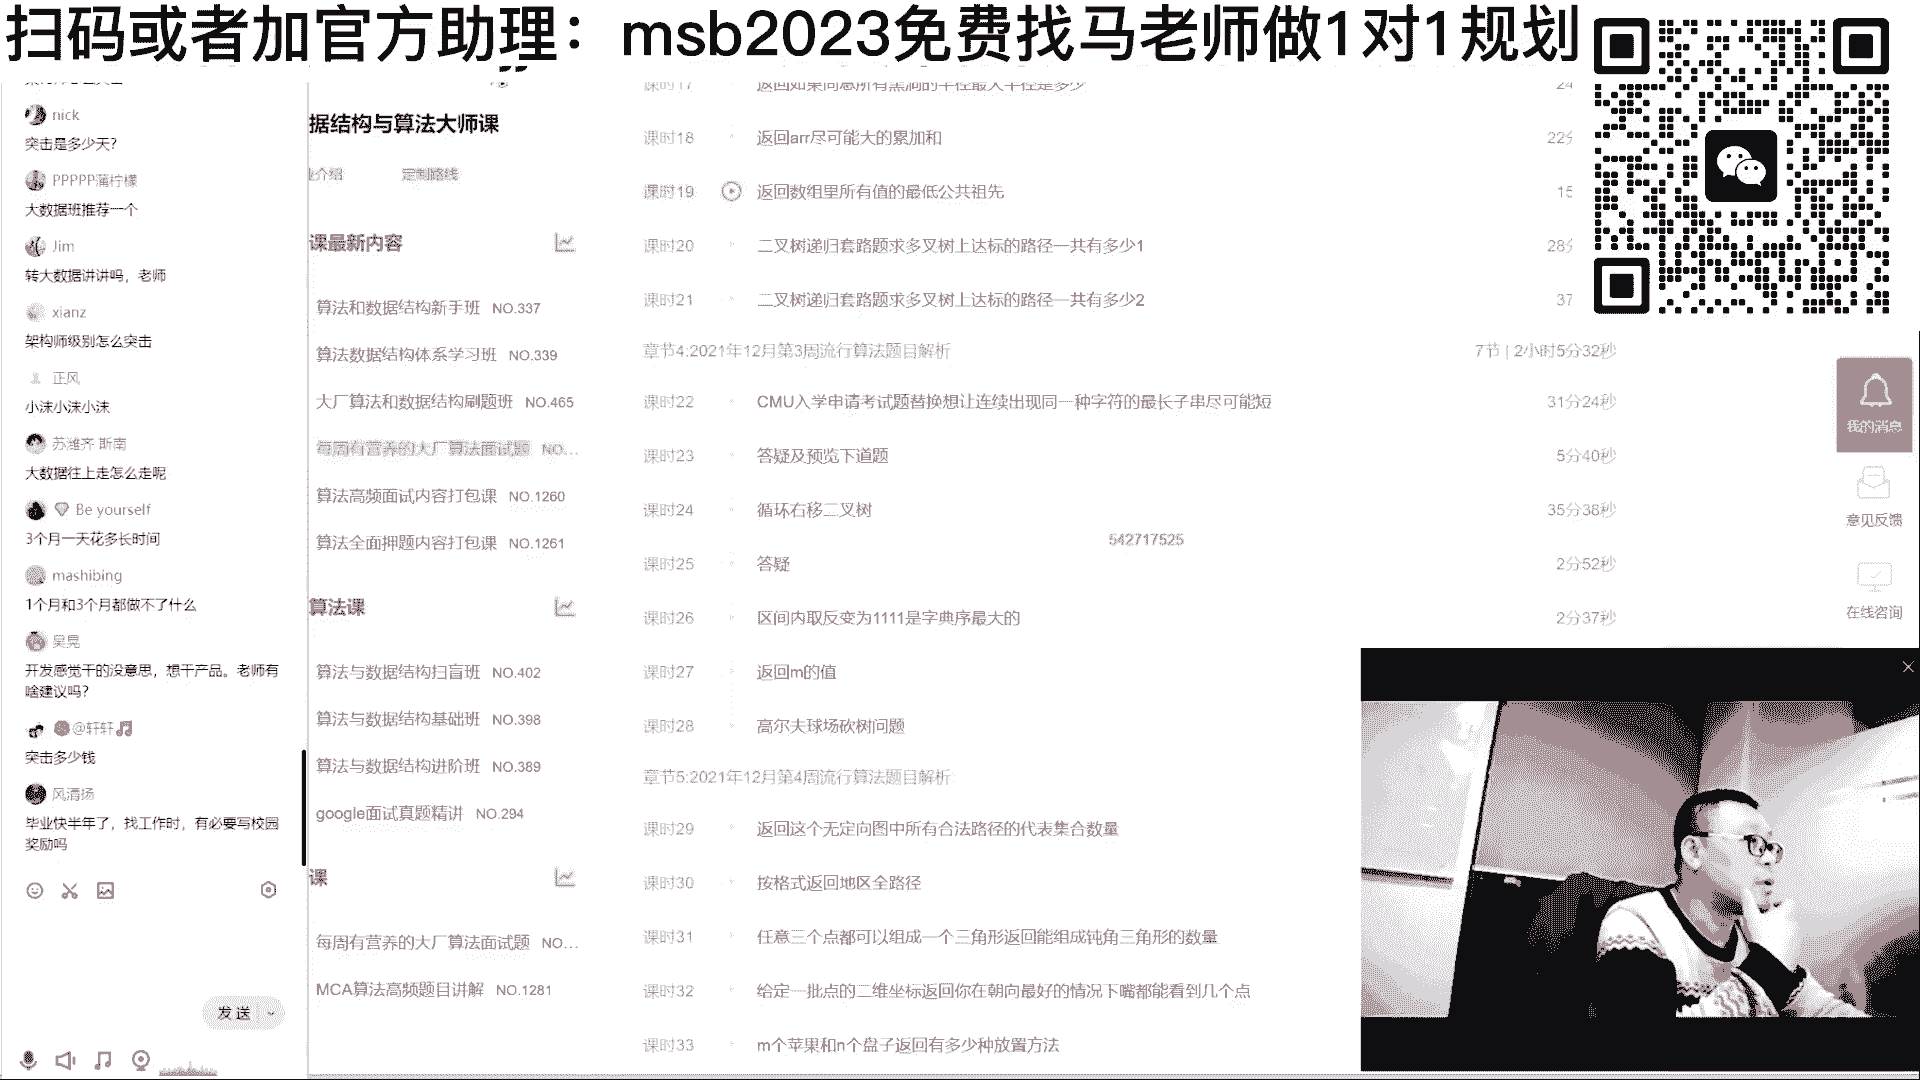 扫码或者加官方助理：msb2023免费找马老师做1对1规划
nick
突击是多少天?
PPPPP蒲柠檬
大数据班推荐一个
Jim
转大数据讲讲吗，老师
xianz
架构师级别怎么突击
正风
小沫小沫小沫
苏潍齐 斯南
大数据往上走怎么走呢
Be yourself
3个月一天花多长时间
mashibing
1个月和3个月都做不了什么
吴晃
开发感觉干的没意思，想干产品。老师有
啥建议吗?
@轩轩
突击多少钱
风清扬
毕业快半年了，找工作时，有必要写校园
奖励吗
发送
据结构与算法大师课
业介绍
定制路线
课最新内容
算法和数据结构新手班 NO.337
算法数据结构体系学习班 NO.339
大厂算法和数据结构刷题班 NO.465
每周有营养的大厂算法面试题 NO...
算法高频面试内容打包课 NO.1260
算法全面押题内容打包课 NO.1261
算法课
算法与数据结构扫盲班 NO.402
算法与数据结构基础班 NO.398
算法与数据结构进阶班 NO.389
google面试真题精讲 NO.294
课
每周有营养的大厂算法面试题 NO...
MCA算法高频题目讲解 NO.1281
课时17 返回如果同意所有黑洞的半径最大半径是多少 24
课时18 返回arr尽可能大的累加和 22分
课时19 返回数组里所有值的最低公共祖先 15
课时20 二叉树递归套路题求多叉树上达标的路径一共有多少1 28分
课时21 二叉树递归套路题求多叉树上达标的路径一共有多少2 37
章节4:2021年12月第3周流行算法题目解析 7节 | 2小时5分32秒
课时22 CMU入学申请考试题替换想让连续出现同一种字符的最长子串尽可能短 31分24秒
课时23 答疑及预览下道题 5分40秒
课时24 循环右移二叉树 35分38秒
542717525
课时25 答疑 2分52秒
课时26 区间内取反变为1111是字典序最大的 2分37秒
课时27 返回m的值
课时28 高尔夫球场砍树问题
章节5:2021年12月第4周流行算法题目解析
课时29 返回这个无定向图中所有合法路径的代表集合数量
课时30 按格式返回地区全路径
课时31 任意三个点都可以组成一个三角形返回能组成钝角三角形的数量
课时32 给定一批点的二维坐标返回你在朝向最好的情况下嘴都能看到几个点
课时33 m个苹果和n个盘子返回有多少种放置方法
我的消息
意见反馈
在线咨询